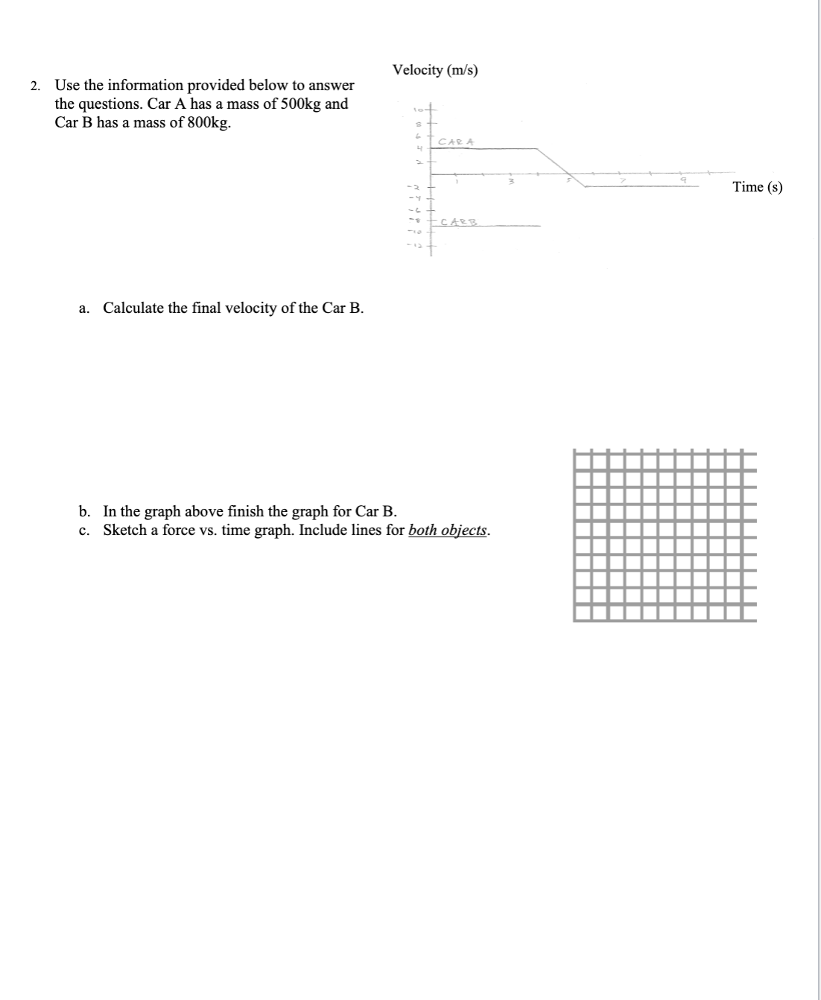 Velocity (m/s)
2. Use the information provided below to answer
the questions. Car A has a mass of 500kg and
Car B has a mass of 800kg.
10
8
6
CAR A
4
2
1 3 5 7 9
Time (s)
-2
-4
-6
-8
CAR B
-10
-12
a. Calculate the final velocity of the Car B.
b. In the graph above finish the graph for Car B.
c. Sketch a force vs. time graph. Include lines for both objects.